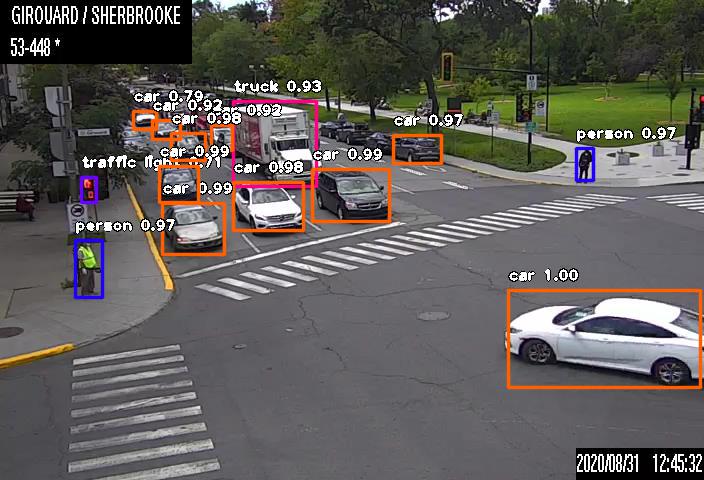 GIROUARD / SHERBROOKE
53-448 *
truck 0.93
car 0.79
car 0.92
car 0.92
car 0.98
car 0.97
person 0.97
car 0.99
traffic light 0.71
car 0.99
car 0.98
car 0.99
person 0.97
car 1.00
2020/08/31 12:45:32